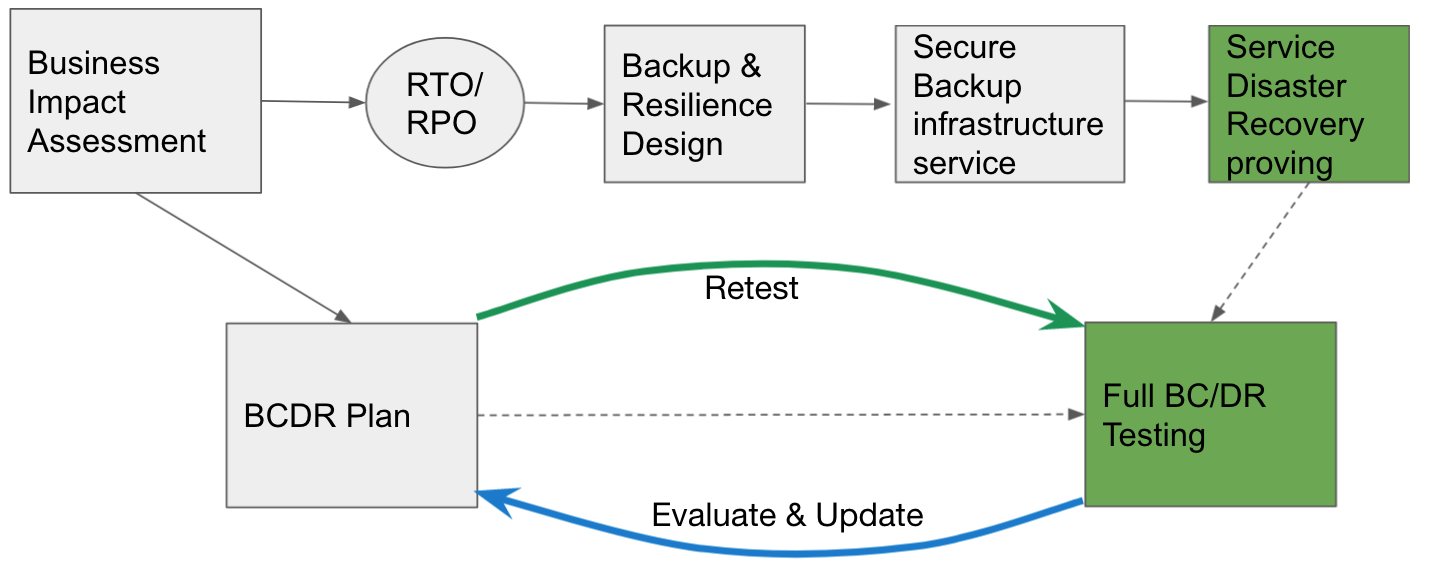 Business
Impact
Assessment
RTO/
RPO
Backup &
Resilience
Design
Secure
Backup
infrastructure
service
Service
Disaster
Recovery
proving
Retest
BCDR Plan
Full BC/DR
Testing
Evaluate & Update